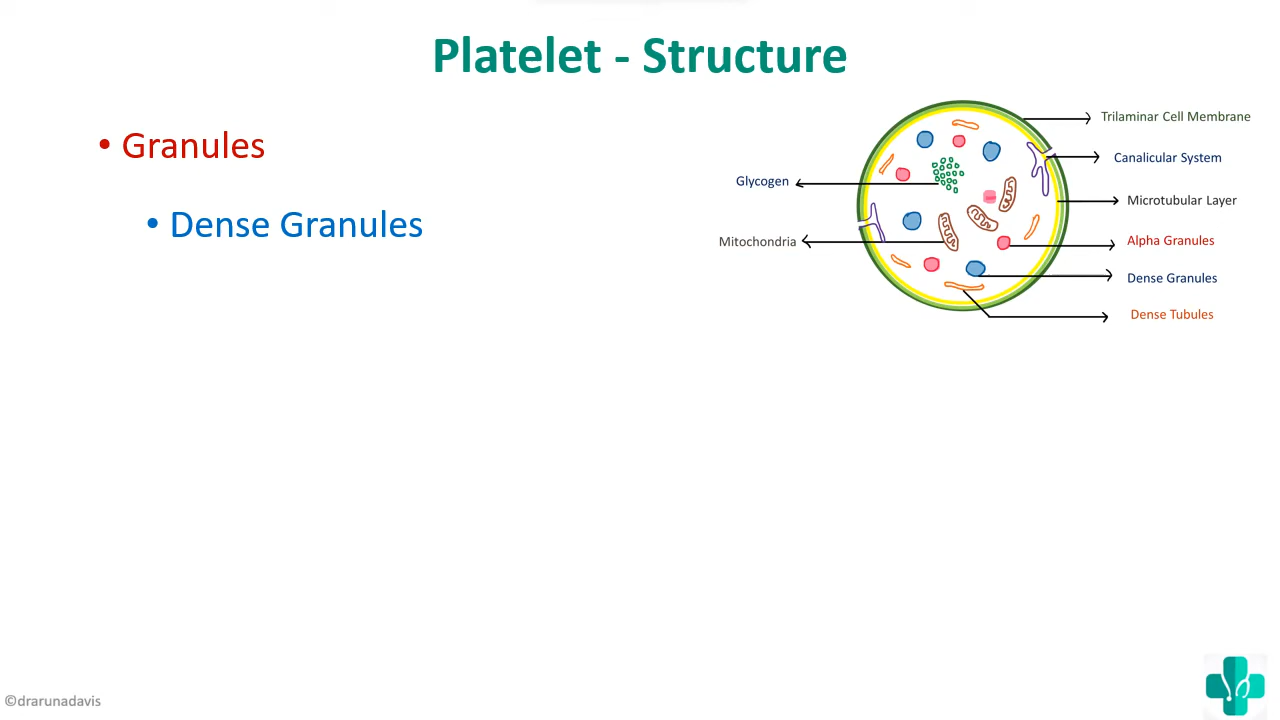 Platelet - Structure
• Granules
• Dense Granules
Trilaminar Cell Membrane
Canalicular System
Glycogen
Microtubular Layer
Mitochondria
Alpha Granules
Dense Granules
Dense Tubules
©drarunadavis